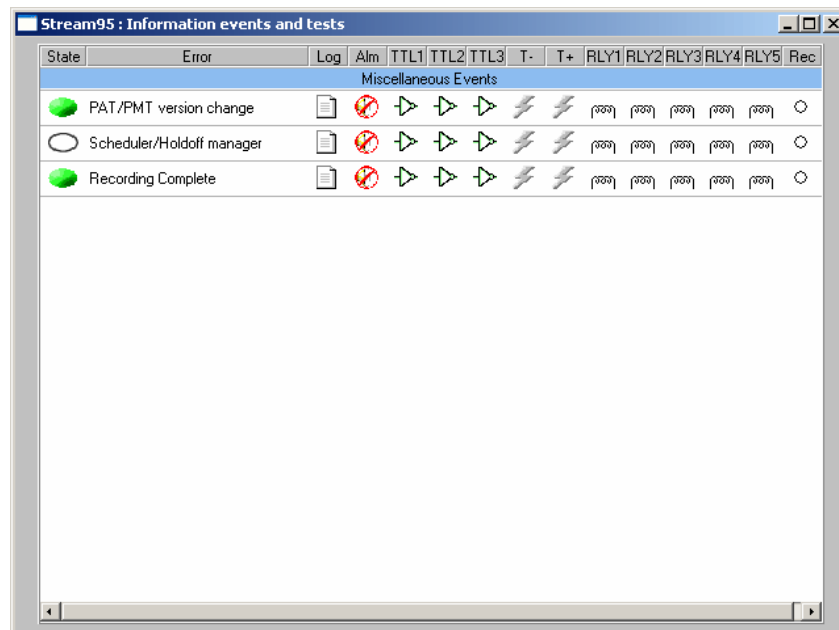 Stream95 : Information events and tests
State Error Log Alm TTL1 TTL2 TTL3 T- T+ RLY1 RLY2 RLY3 RLY4 RLY5 Rec
Miscellaneous Events
PAT/PMT version change
Scheduler/Holdoff manager
Recording Complete